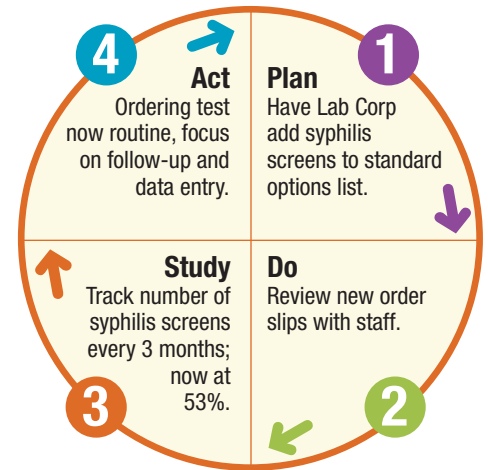 1
Plan
Have Lab Corp
add syphilis
screens to standard
options list.
2
Do
Review new order
slips with staff.
3
Study
Track number of
syphilis screens
every 3 months;
now at
53%.
4
Act
Ordering test
now routine, focus
on follow-up and
data entry.